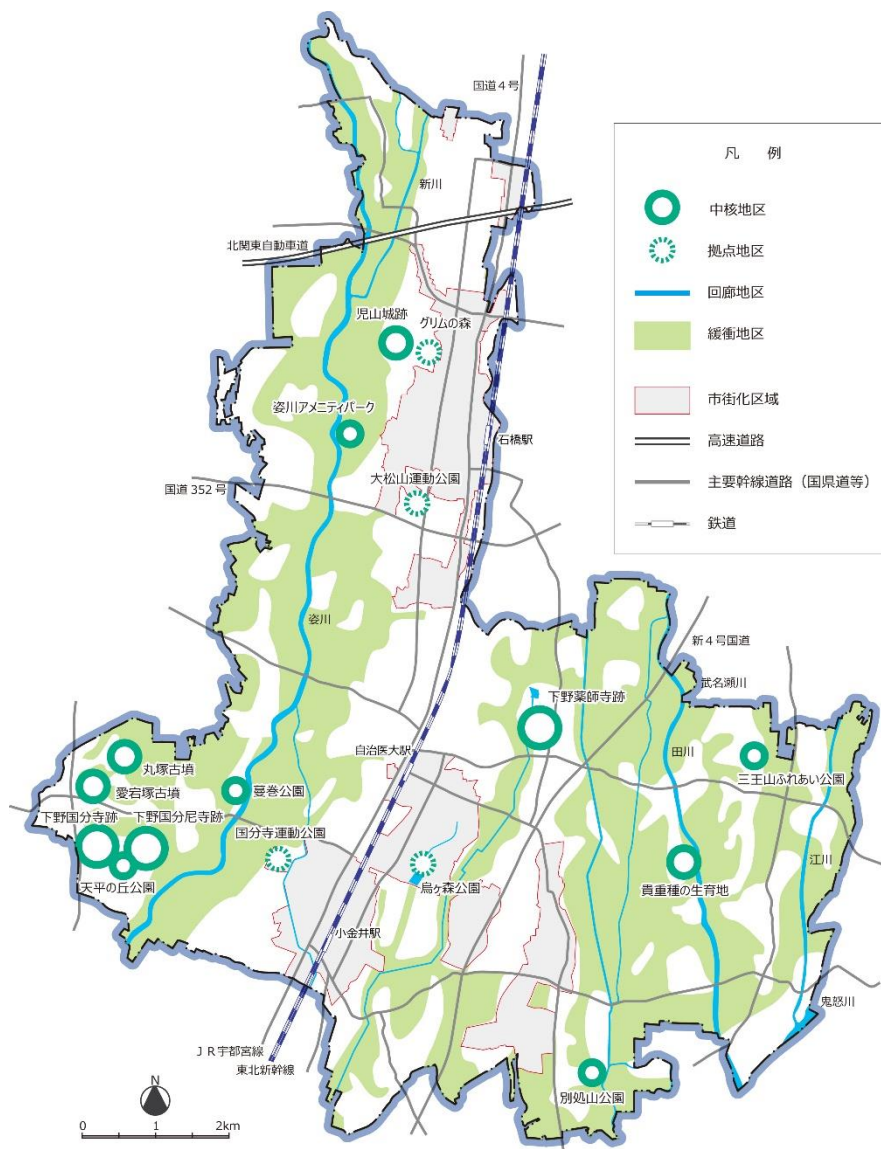 国道４号
新川
北関東自動車道
児山城跡
グリムの森
姿川アメニティパーク
石橋駅
大松山運動公園
国道 352 号
姿川
新４号国道
武名瀬川
下野薬師寺跡
田川
自治医大駅
三王山ふれあい公園
丸塚古墳
愛宕塚古墳
蔓巻公園
下野国分寺跡
下野国分尼寺跡
国分寺運動公園
天平の丘公園
烏ヶ森公園
貴重種の生育地
江川
小金井駅
鬼怒川
ＪＲ宇都宮線
東北新幹線
別処山公園
N
0 1 2km
凡 例
中核地区
拠点地区
回廊地区
緩衝地区
市街化区域
高速道路
主要幹線道路（国県道等）
鉄道